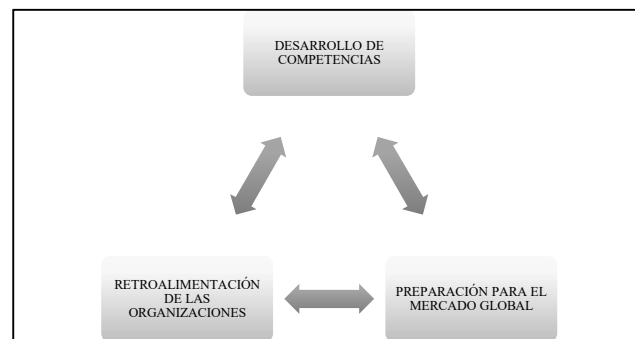 DESARROLLO DE
COMPETENCIAS
RETROALIMENTACIÓN
DE LAS
ORGANIZACIONES
PREPARACIÓN PARA EL
MERCADO GLOBAL